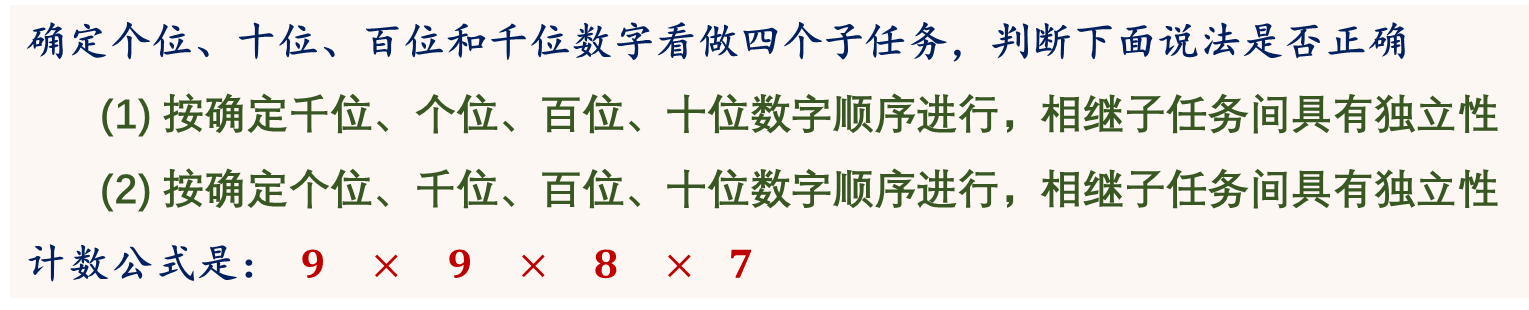 确定个位、十位、百位和千位数字看做四个子任务，判断下面说法是否正确
(1) 按确定千位、个位、百位、十位数字顺序进行，相继子任务间具有独立性
(2) 按确定个位、千位、百位、十位数字顺序进行，相继子任务间具有独立性
计数公式是： 9 × 9 × 8 × 7